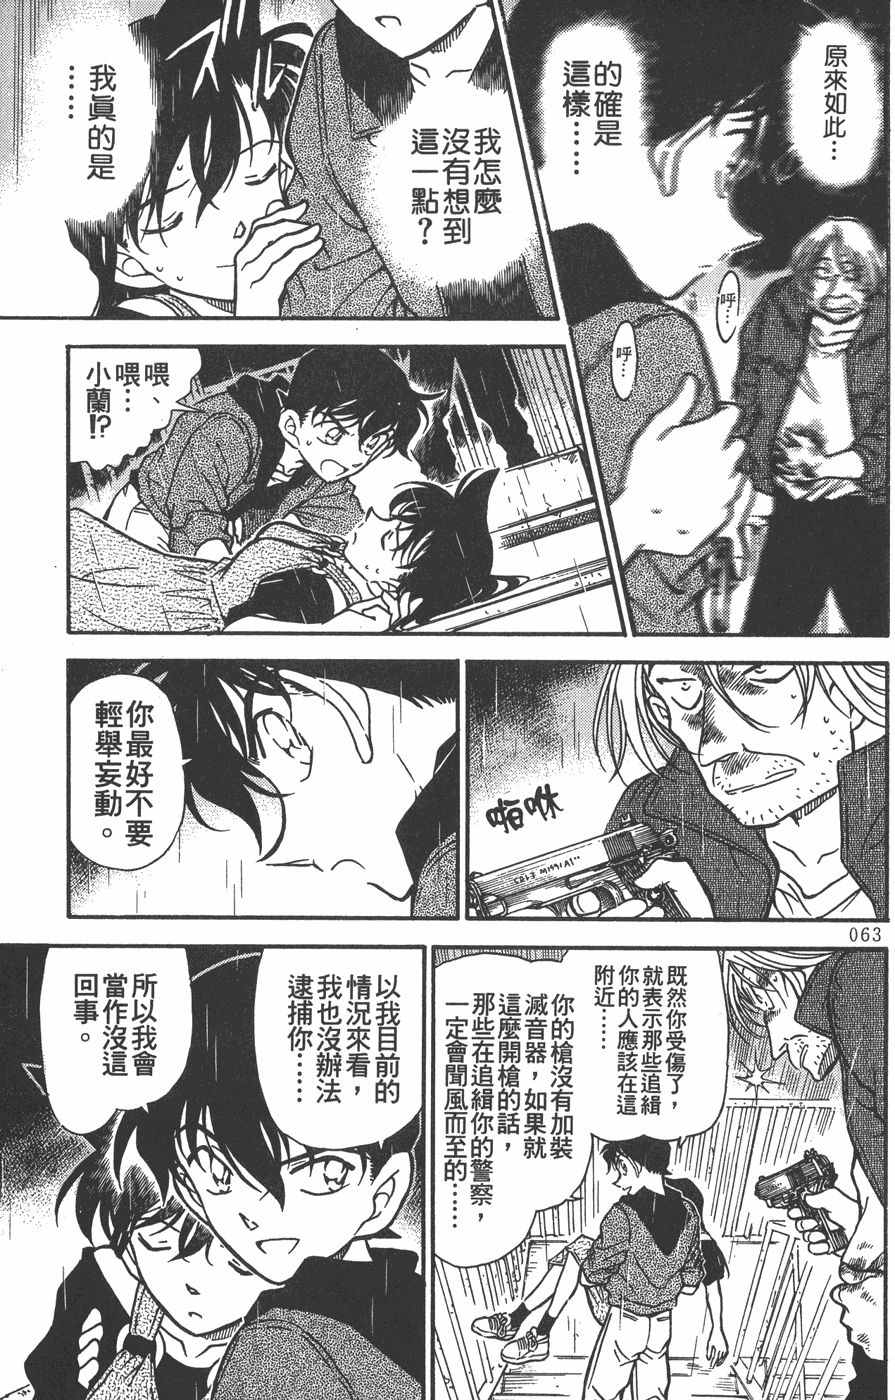 原來如此…
的確是
這樣……
呼…
呼…
我怎麼
沒有想到
這一點？
我真的是
……
喂、
喂…
小蘭!?
喀咻
你最好不要
輕舉妄動。
063
既然你受傷了，
就表示那些追緝
你的人應該在這
附近……
你的槍沒有加裝
滅音器，如果就
這麼開槍的話，
那些在追緝你的警察，
一定會聞風而至的……
以我目前的
情況來看，
我也沒辦法
逮捕你……
所以我會
當作沒這
回事。